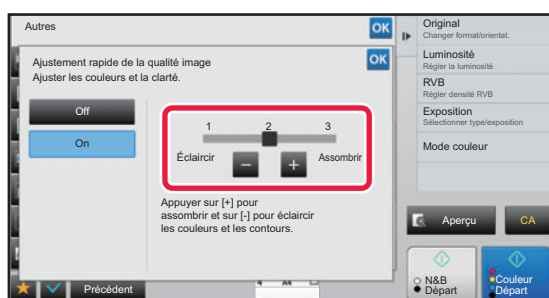 Autres
OK
Ajustement rapide de la
qualité image
Ajuster les couleurs et la clarté.
OK
Off
On
1 2 3
Éclaircir
Assombrir
Appuyer sur [+] pour
assombrir et sur [-] pour éclaircir
les couleurs et les contours.
Précédent
Original
Changer format/orientat.
Luminosité
Régler la luminosité
RVB
Régler densité RVB
Exposition
Sélectionner type/exposition
Mode couleur
Aperçu
CA
N&B
Départ
Couleur
Départ